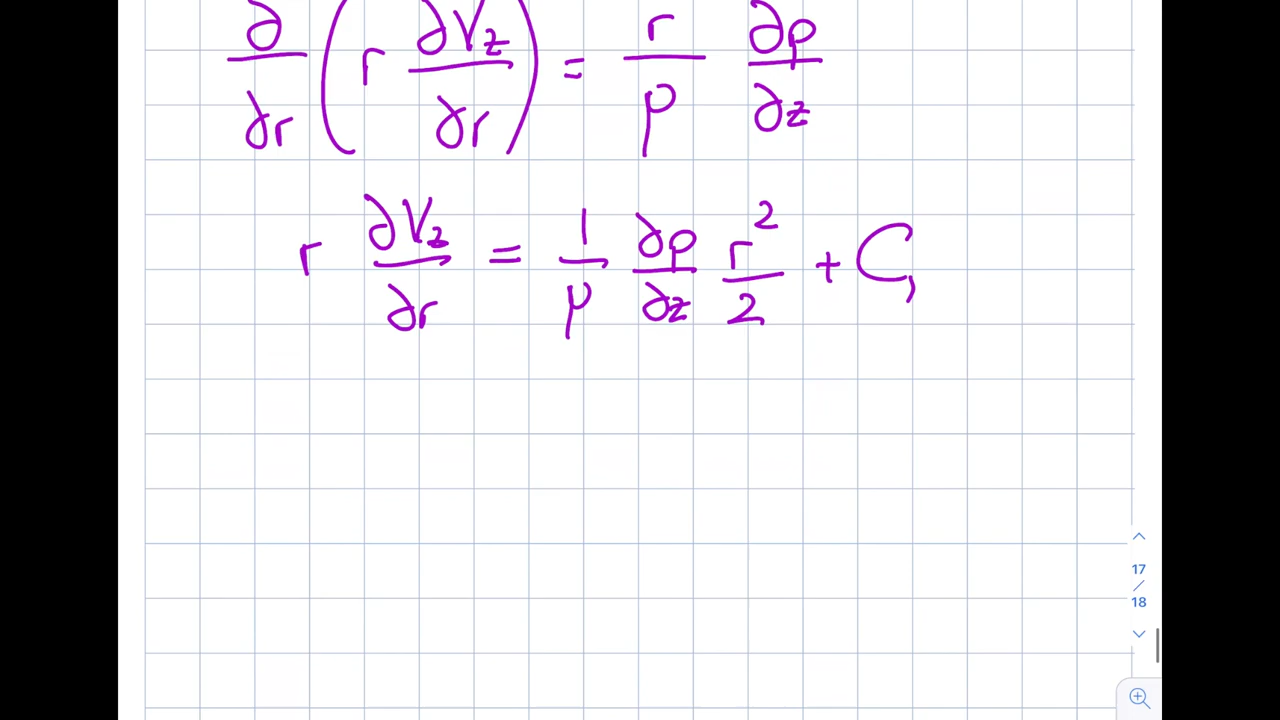 ∂/∂r ( r ∂V_z/∂r ) = r/μ ∂p/∂z
r ∂V_z/∂r = 1/μ ∂p/∂z r²/2 + C₁
17
/
18